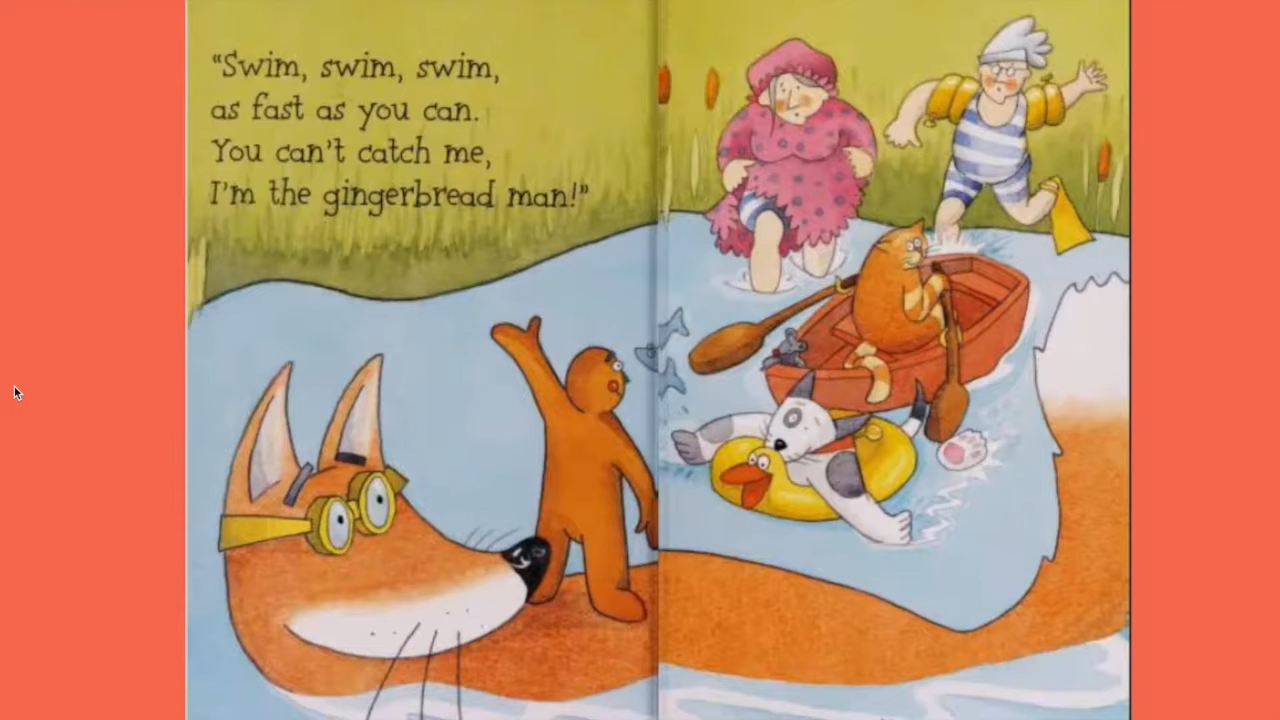 “Swim, swim, swim,
as fast as you can.
You can’t catch me,
I’m the gingerbread man!”